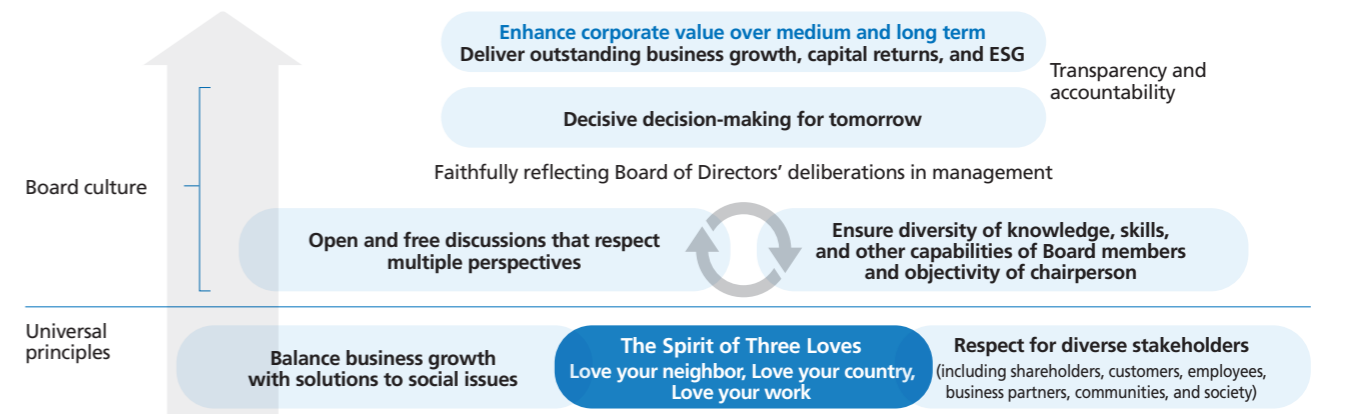 Enhance corporate value over medium and long term
Deliver outstanding business growth, capital returns, and ESG
Transparency and
accountability
Decisive decision-making for tomorrow
Faithfully reflecting Board of Directors’ deliberations in management
Board culture
Open and free discussions that respect
multiple perspectives
Ensure diversity of knowledge, skills,
and other capabilities of Board members
and objectivity of chairperson
Universal
principles
Balance business growth
with solutions to social issues
The Spirit of Three Loves
Love your neighbor, Love your country,
Love your work
Respect for diverse stakeholders
(including shareholders, customers, employees,
business partners, communities, and society)